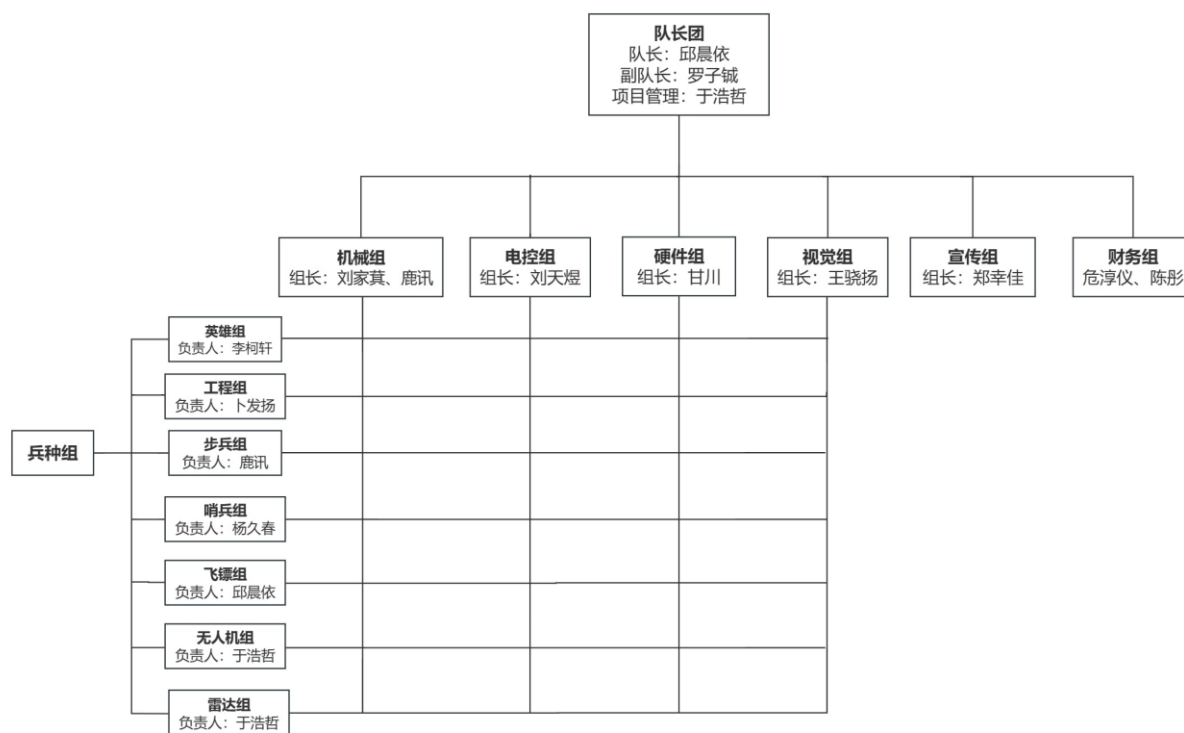 队长团
队长：邱晨依
副队长：罗子铖
项目管理：于浩哲
机械组
组长：刘家萁、鹿讯
电控组
组长：刘天煜
硬件组
组长：甘川
视觉组
组长：王骁扬
宣传组
组长：郑幸佳
财务组
危淳仪、陈彤
英雄组
负责人：李柯轩
工程组
负责人：卜发扬
兵种组
步兵组
负责人：鹿讯
哨兵组
负责人：杨久春
飞镖组
负责人：邱晨依
无人机组
负责人：于浩哲
雷达组
负责人：于浩哲